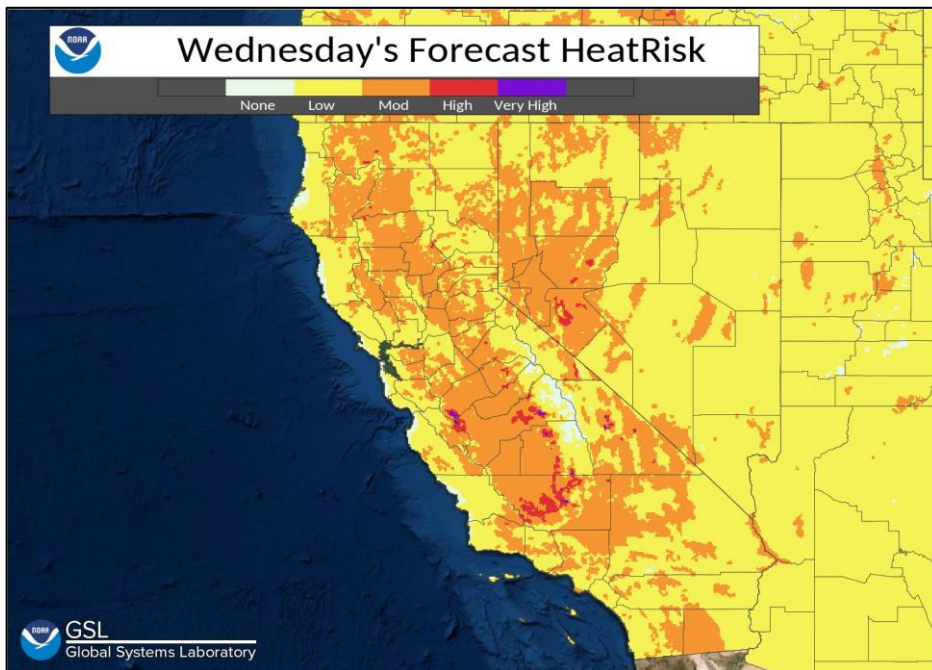 NOAA
Wednesday's Forecast HeatRisk
None Low Mod High Very High
NOAA
GSL
Global Systems Laboratory